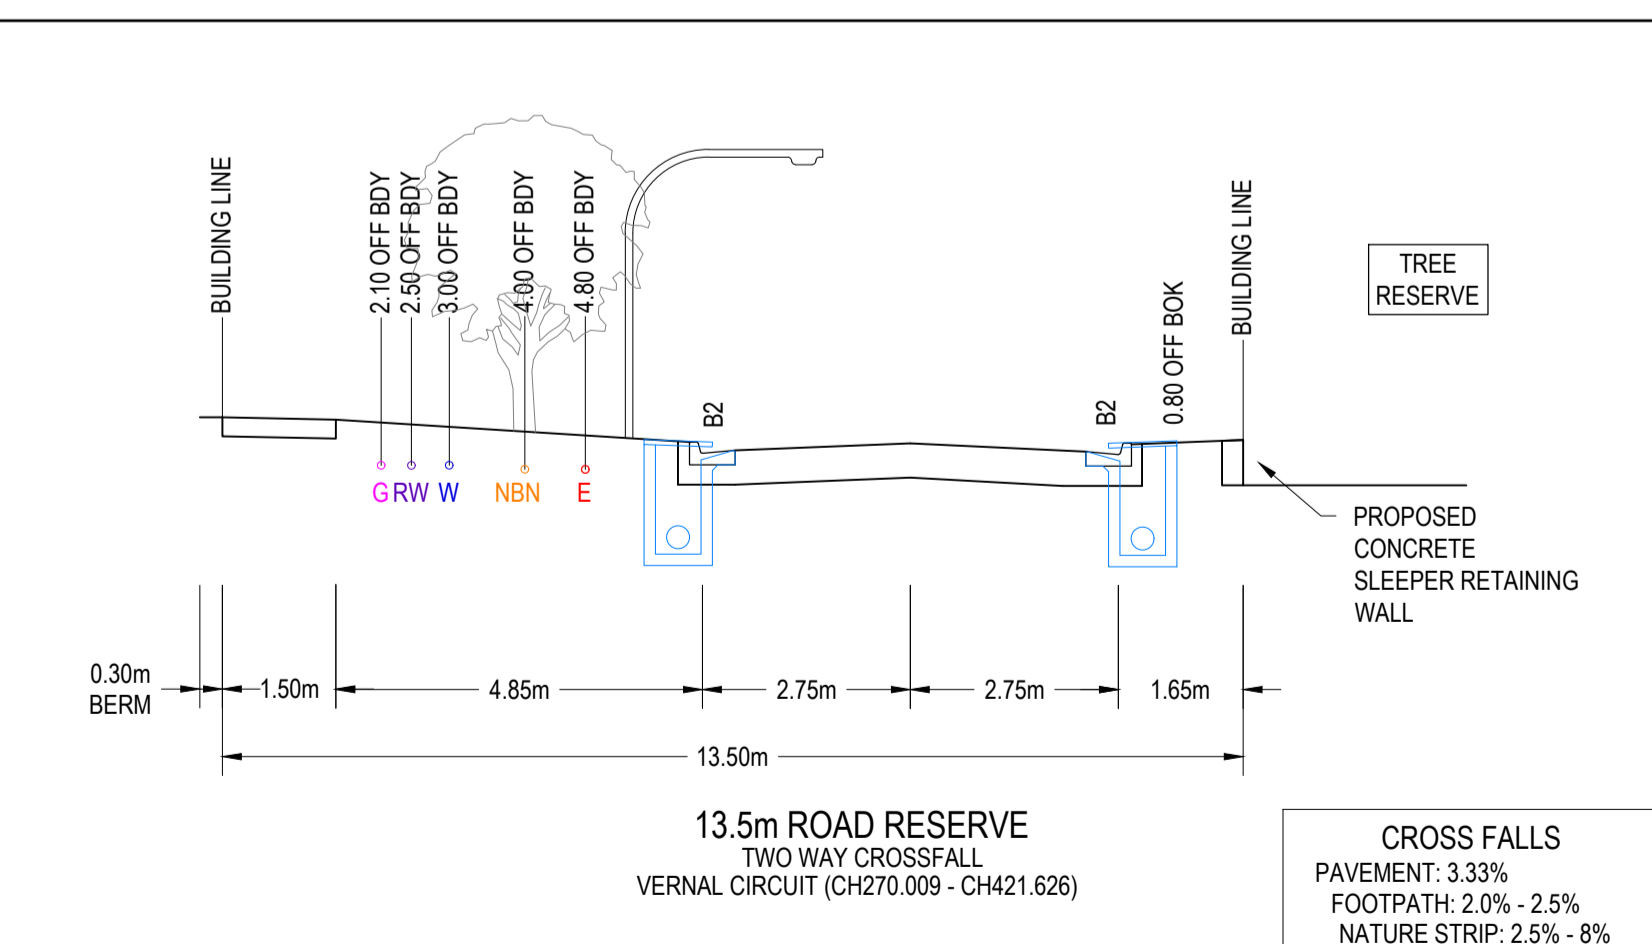 BUILDING LINE
2.10 OFF BDY
2.50 OFF BDY
3.00 OFF BDY
4.00 OFF BDY
4.80 OFF BDY
B2
B2
0.80 OFF BOK
BUILDING LINE
TREE
RESERVE
G RW W NBN E
PROPOSED
CONCRETE
SLEEPER RETAINING
WALL
0.30m
BERM
1.50m 4.85m 2.75m 2.75m 1.65m
13.50m
13.5m ROAD RESERVE
TWO WAY CROSSFALL
VERNAL CIRCUIT (CH270.009 - CH421.626)
CROSS FALLS
PAVEMENT: 3.33%
FOOTPATH: 2.0% - 2.5%
NATURE STRIP: 2.5% - 8%